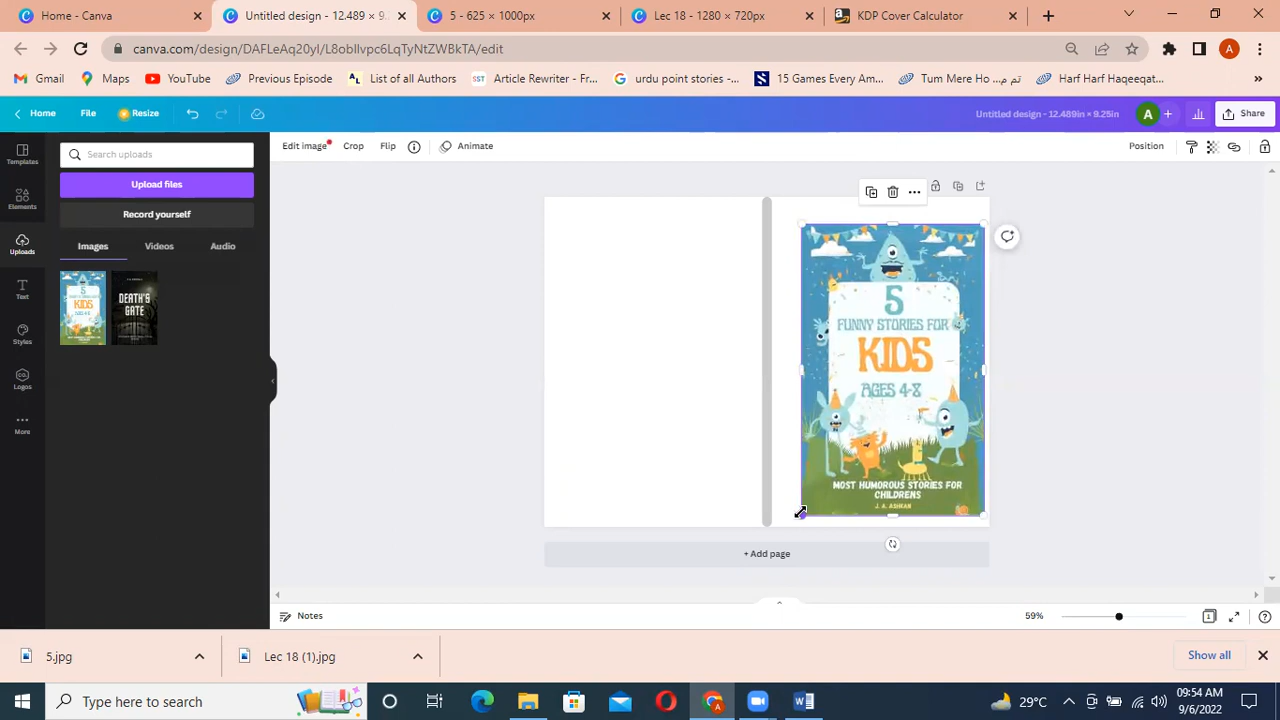 Home - Canva
Untitled design - 12.489 × 9.
5 - 625 × 1000px
Lec 18 - 1280 × 720px
KDP Cover Calculator
canva.com/design/DAFLeAq20yI/L8obIlvpc6LqTyNtZWBkTA/edit
A
Gmail
Maps
YouTube
Previous Episode
List of all Authors
SST
Article Rewriter - Fr...
urdu point stories -...
15 Games Every Am...
Tum Mere Ho ... تم م
Harf Harf Haqeeqat...
Home
File
Resize
Untitled design - 12.489in × 9.25in
A
Share
Templates
Elements
Uploads
Text
Styles
Logos
More
Search uploads
Upload files
Record yourself
Images
Videos
Audio
DEATH'S
GATE
Edit image
Crop
Flip
Animate
Position
5
FUNNY STORIES FOR
KIDS
AGES 4-8
MOST HUMOROUS STORIES FOR
CHILDRENS
J. A. ASHKAN
+ Add page
Notes
59%
1
5.jpg
Lec 18 (1).jpg
Show all
Type here to search
29°C
09:54 AM
9/6/2022